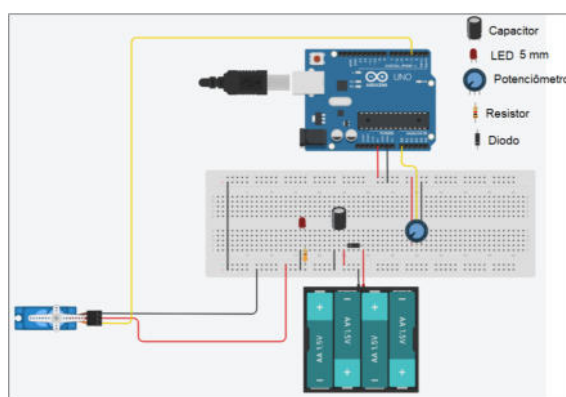 Capacitor
LED 5 mm
Potenciômetro
Resistor
Diodo
UNO
ARDUINO
AA 1.5V
AA 1.5V
AA 1.5V
AA 1.5V